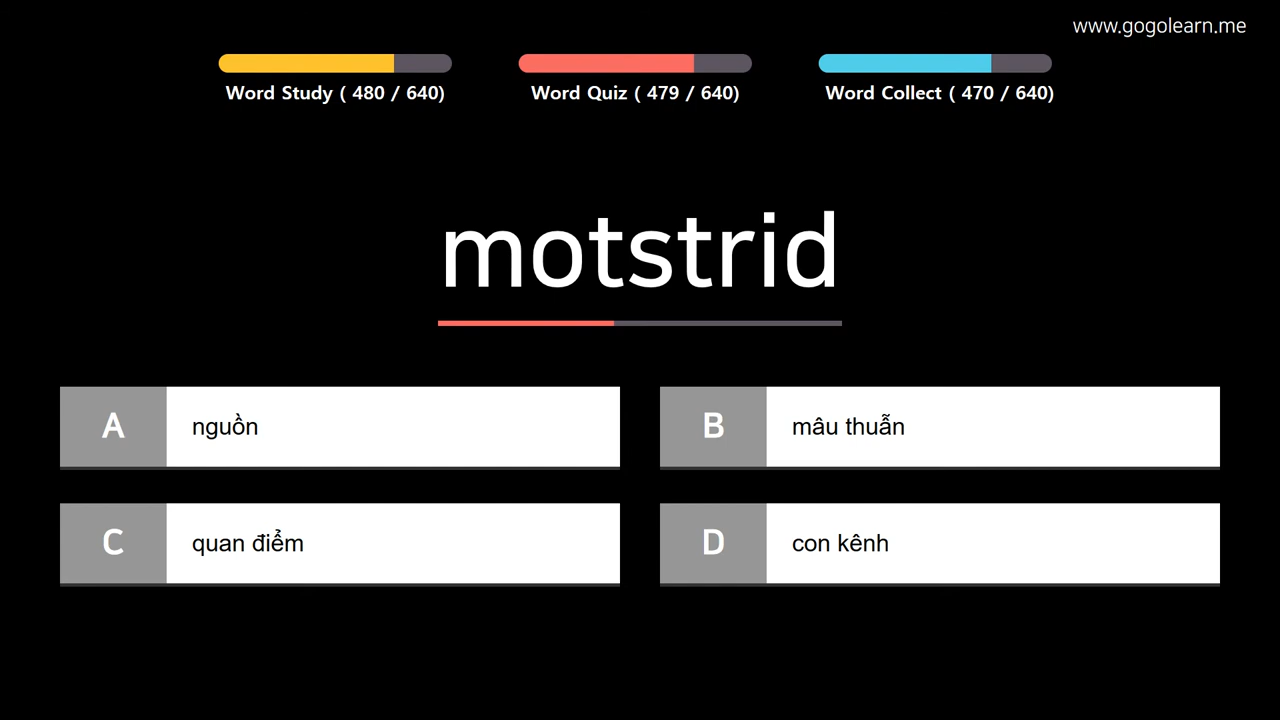 www.gogolearn.me
Word Study ( 480 / 640)
Word Quiz ( 479 / 640)
Word Collect ( 470 / 640)
motstrid
A
nguồn
B
mâu thuẫn
C
quan điểm
D
con kênh